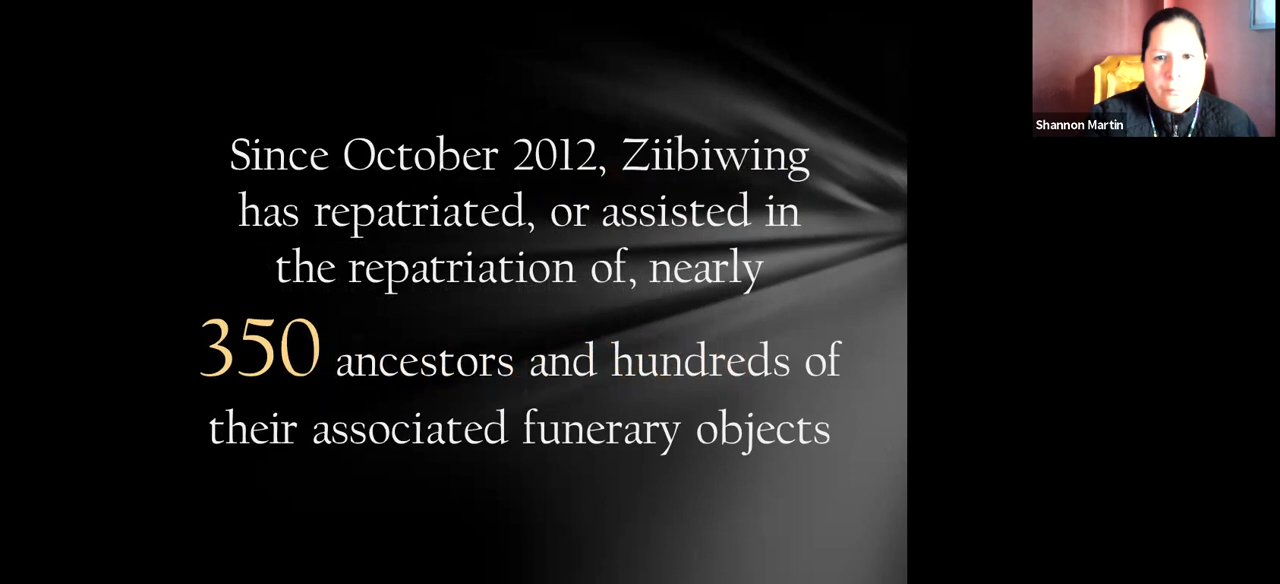 Since October 2012, Ziibiwing
has repatriated, or assisted in
the repatriation of, nearly
350 ancestors and hundreds of
their associated funerary objects
Shannon Martin